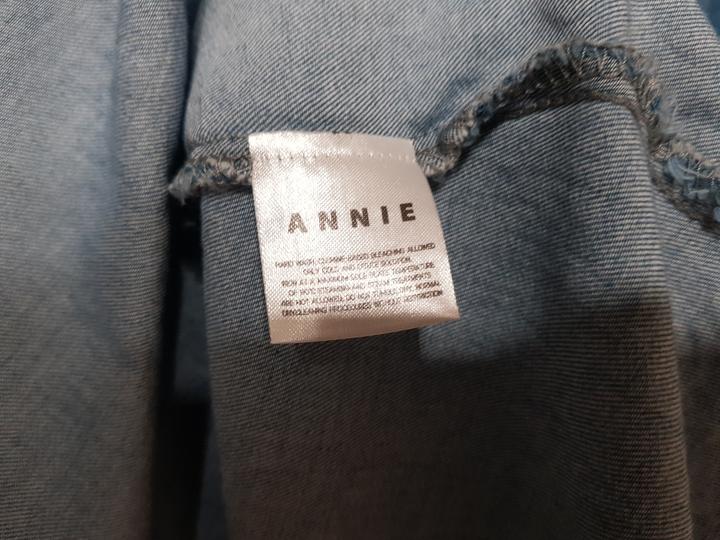 ANNIE
HAND WASH, CLORINE-BASED BLEACHING ALLOWED
ONLY COLD AND DILUTE SOLUTION.
IRON AT A MAXIMUM SOLE PLATE TEMPERATURE
OF 110'C STEAMING AND STEAM TREATMENTS
ARE NOT ALLOWED, DO NOT TUMBLE DRY, NORMAL
DRYCLEANING PROCEDURES WITHOUT RESTRICTION